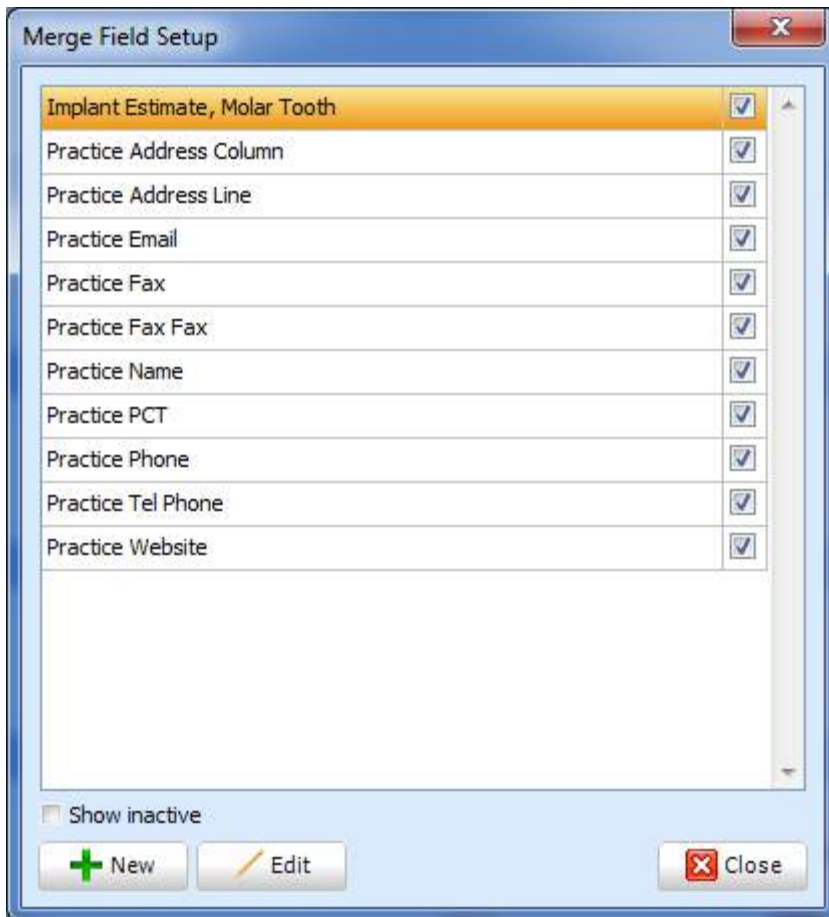 Merge Field Setup
Implant Estimate, Molar Tooth
Practice Address Column
Practice Address Line
Practice Email
Practice Fax
Practice Fax Fax
Practice Name
Practice PCT
Practice Phone
Practice Tel Phone
Practice Website
Show inactive
New Edit Close